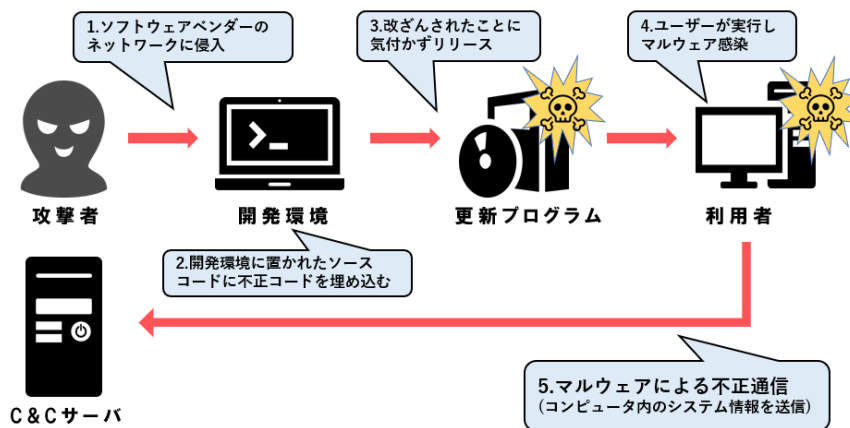 1.ソフトウェアベンダーの
ネットワークに侵入
3.改ざんされたことに
気付かずリリース
4.ユーザーが実行し
マルウェア感染
攻撃者
開発環境
更新プログラム
利用者
2.開発環境に置かれたソース
コードに不正コードを埋め込む
5.マルウェアによる不正通信
(コンピュータ内のシステム情報を送信)
C&Cサーバ